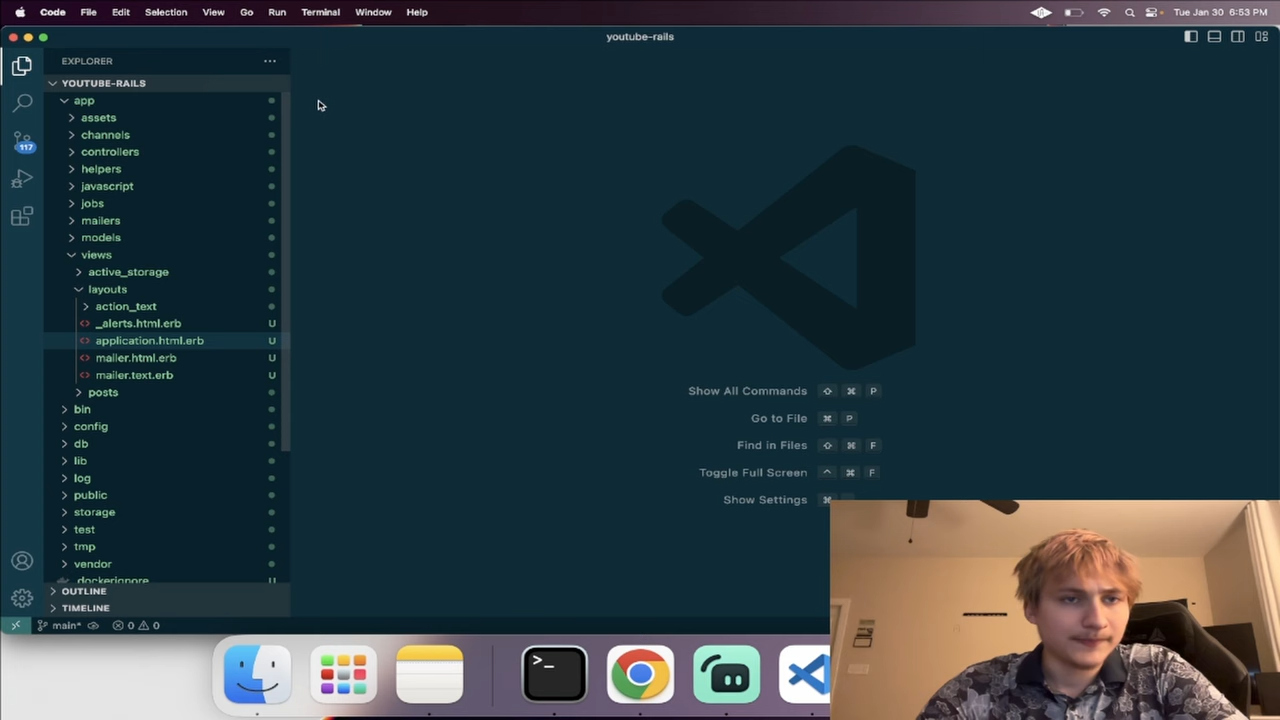 Code File Edit Selection View Go Run Terminal Window Help Tue Jan 30 6:53 PM
youtube-rails
EXPLORER
YOUTUBE-RAILS
app
assets
channels
controllers
117
helpers
javascript
jobs
mailers
models
views
active_storage
layouts
action_text
_alerts.html.erb U
application.html.erb U
mailer.html.erb U
mailer.text.erb U
posts
bin
config
db
lib
log
public
storage
test
tmp
vendor
.dockerignore U
OUTLINE
TIMELINE
main* 0 0
Show All Commands ⇧ ⌘ P
Go to File ⌘ P
Find in Files ⇧ ⌘ F
Toggle Full Screen ^ ⌘ F
Show Settings ⌘
>_